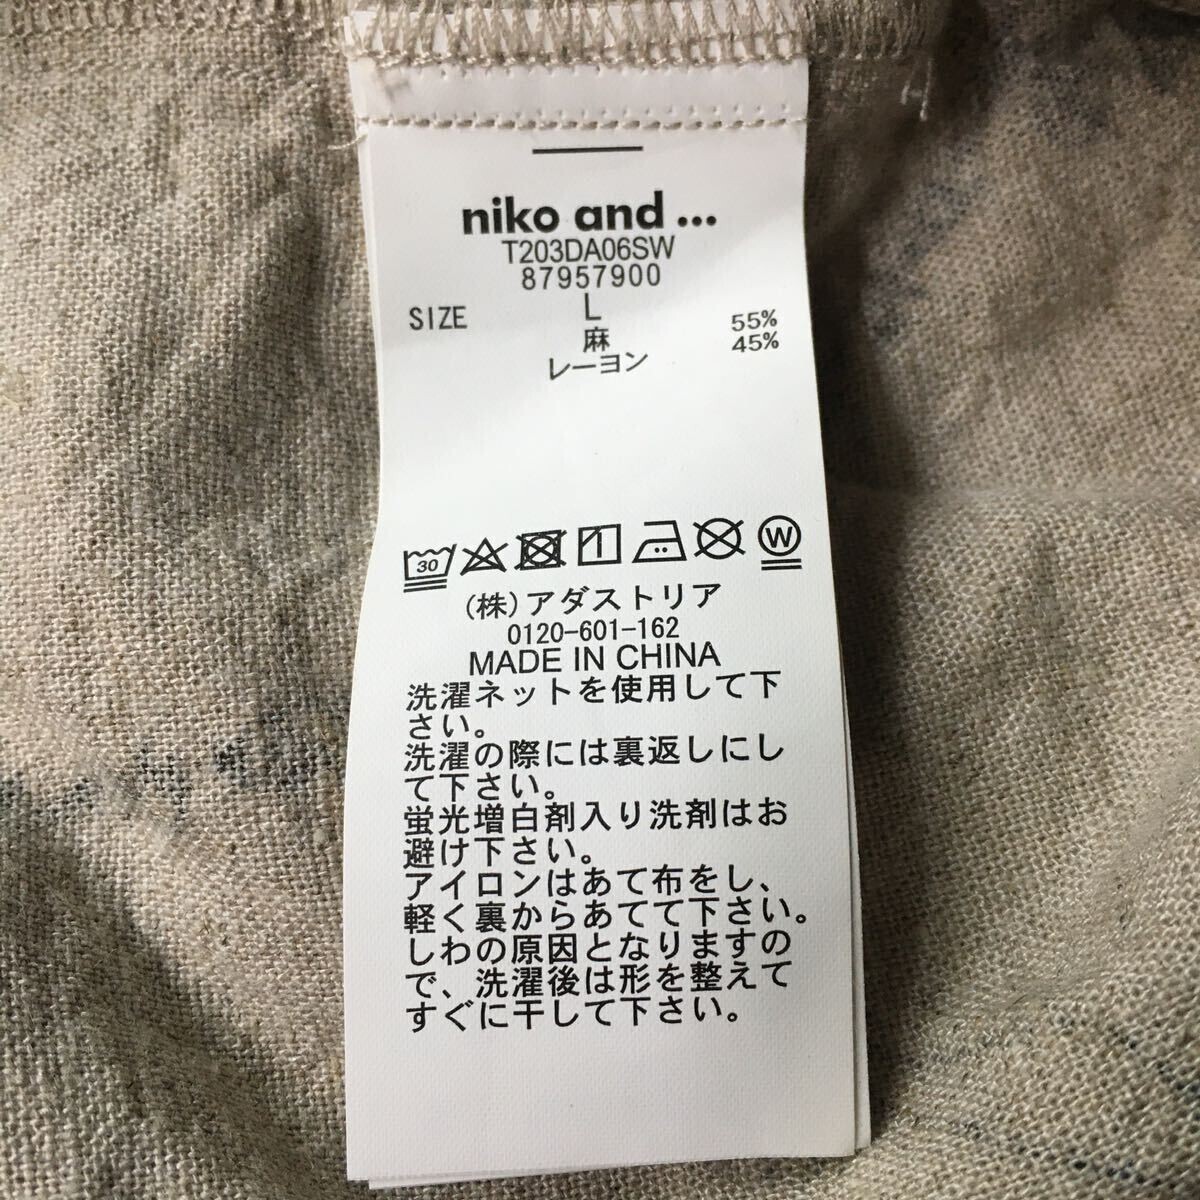 niko and ...
T203DA06SW
87957900
SIZE L
麻 55%
レーヨン 45%
30
W
(株)アダストリア
0120-601-162
MADE IN CHINA
洗濯ネットを使用して下
さい。
洗濯の際には裏返しにし
て下さい。
蛍光増白剤入り洗剤はお
避け下さい。
アイロンはあて布をし、
軽く裏からあてて下さい。
しわの原因となりますの
で、洗濯後は形を整えて
すぐに干して下さい。